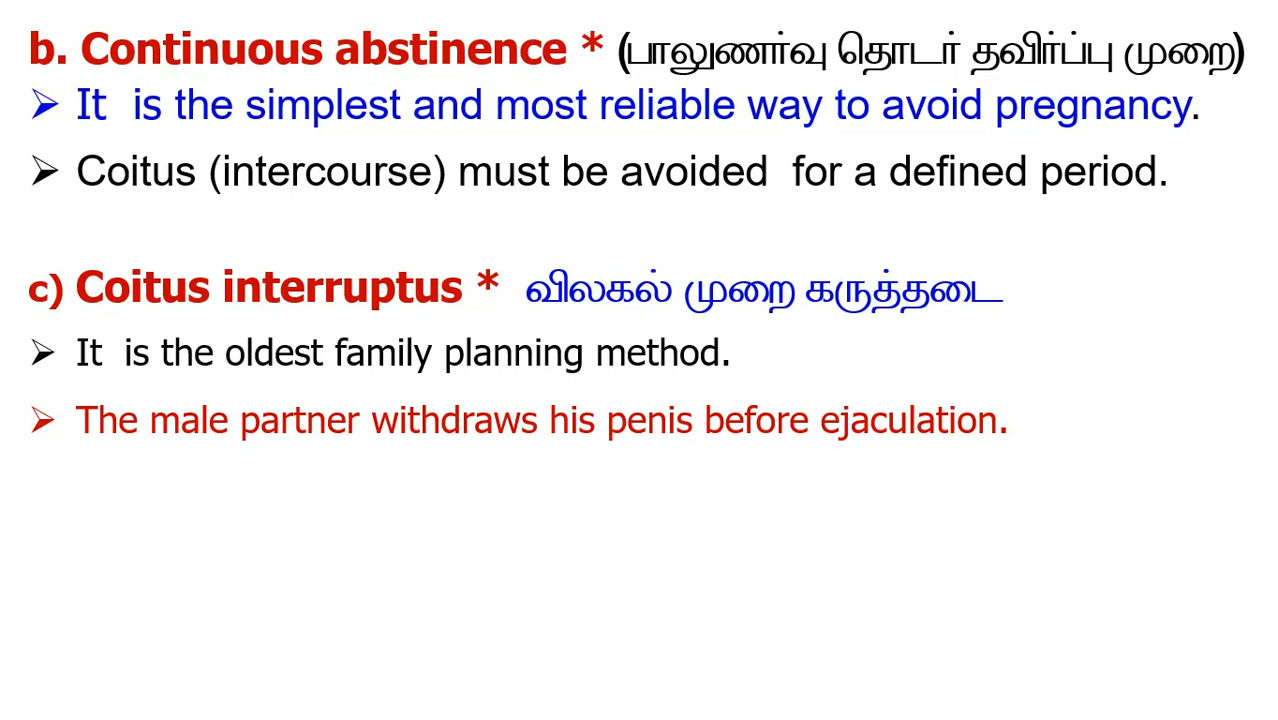 b. Continuous abstinence * (பாலுணர்வு தொடர் தவிர்ப்பு முறை)
➢ It is the simplest and most reliable way to avoid pregnancy.
➢ Coitus (intercourse) must be avoided for a defined period.
c) Coitus interruptus * விலகல் முறை கருத்தடை
➢ It is the oldest family planning method.
➢ The male partner withdraws his penis before ejaculation.